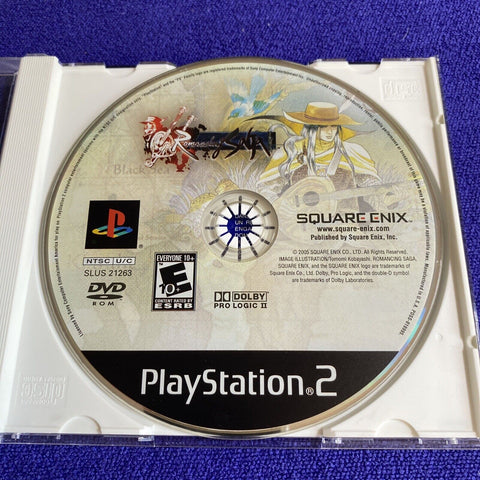 Romancing SaGa
Black Sea
SQUARE ENIX
www.square-enix.com
Published by Square Enix, Inc.
NTSC U/C
SLUS 21263
DVD
ROM
EVERYONE 10+
E
10+
CONTENT RATED BY
ESRB
DOLBY
PRO LOGIC II
© 2005 SQUARE ENIX CO., LTD. All Rights Reserved.
IMAGE ILLUSTRATION/Tomomi Kobayashi. ROMANCING SAGA,
SQUARE ENIX, and the SQUARE ENIX logo are trademarks of
Square Enix Co., Ltd. Dolby, Pro Logic, and the double-D symbol
are trademarks of Dolby Laboratories.
PlayStation®2